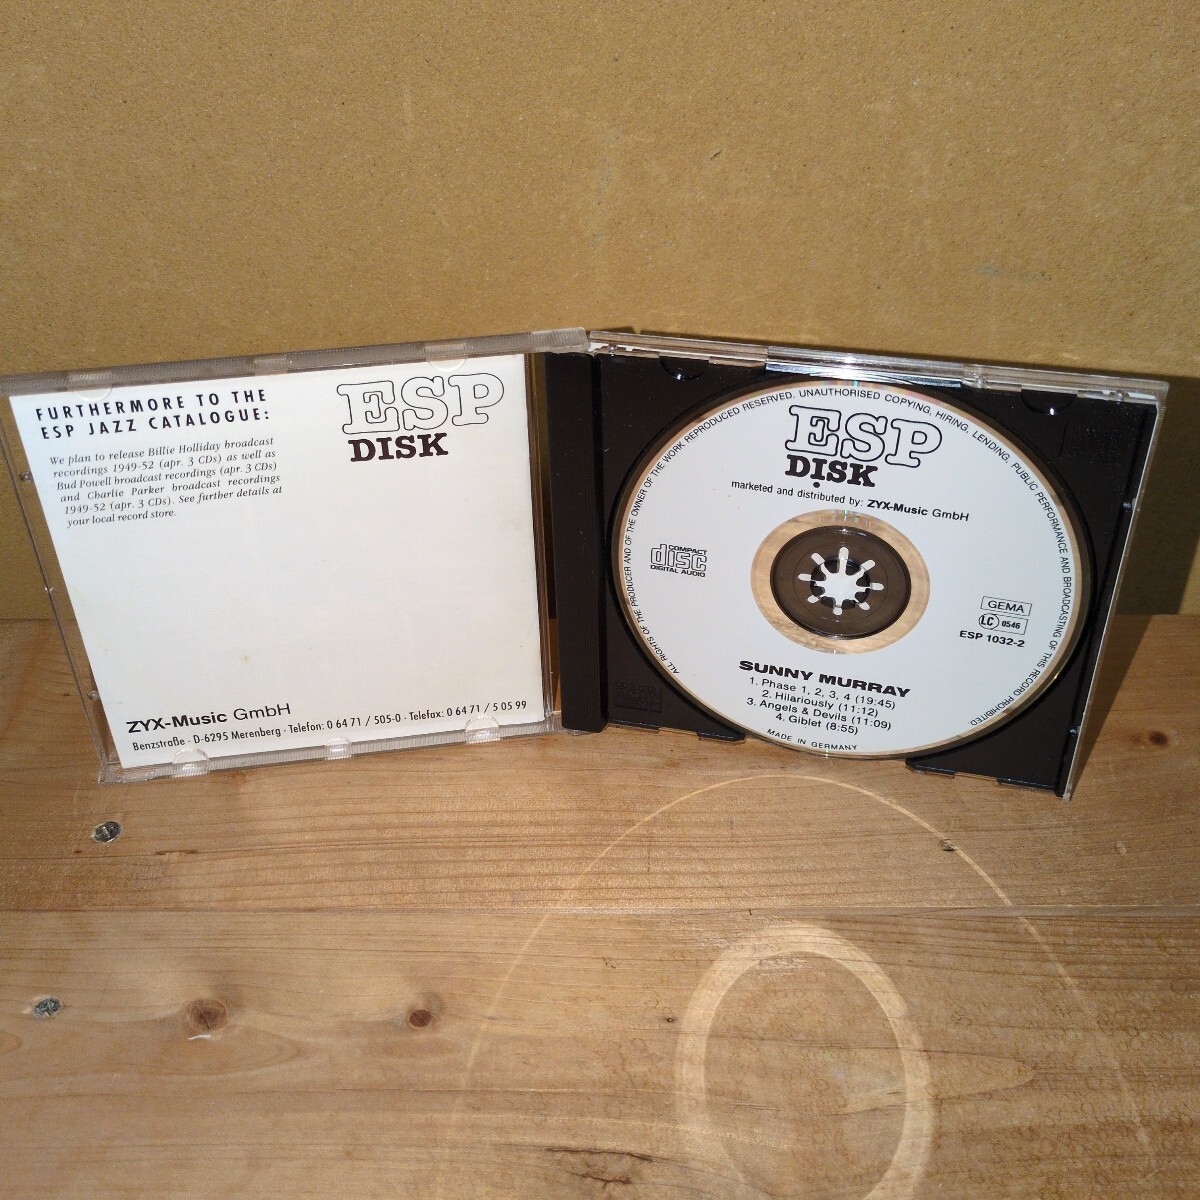 FURTHERMORE TO THE
ESP JAZZ CATALOGUE:
We plan to release Billie Holliday broadcast
recordings 1949-52 (apr. 3 CDs) as well as
Bud Powell broadcast recordings (apr. 3 CDs)
and Charlie Parker broadcast recordings
1949-52 (apr. 3 CDs). See further details at
your local record store.
ESP
DISK
ZYX-Music GmbH
Benzstraße · D-6295 Merenberg · Telefon: 0 64 71 / 505-0 · Telefax: 0 64 71 / 5 05 99
ALL RIGHTS OF THE PRODUCER AND OF THE OWNER OF THE WORK REPRODUCED RESERVED. UNAUTHORISED COPYING, HIRING, LENDING, PUBLIC PERFORMANCE AND BROADCASTING OF THIS RECORD PROHIBITED.
ESP
DISK
marketed and distributed by: ZYX-Music GmbH
COMPACT
disc
DIGITAL AUDIO
GEMA
LC 0546
ESP 1032-2
SUNNY MURRAY
1. Phase 1, 2, 3, 4 (19:45)
2. Hilariously (11:12)
3. Angels & Devils (11:09)
4. Giblet (8:55)
MADE IN GERMANY